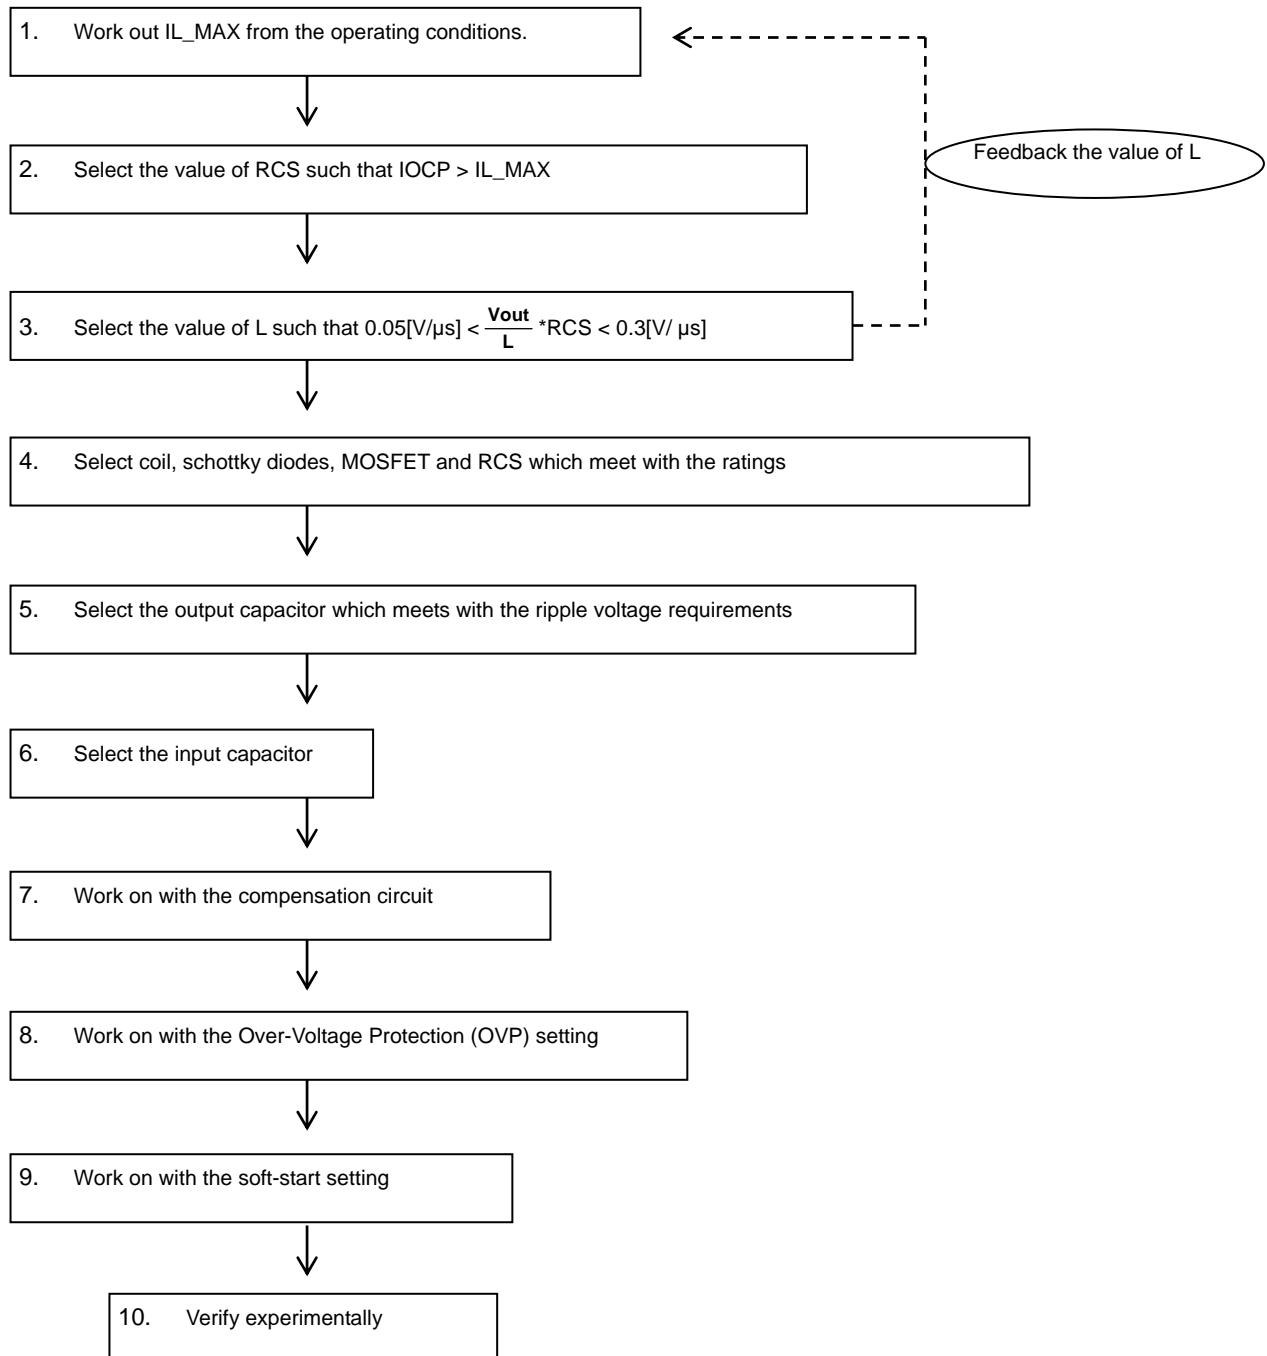 1. Work out IL_MAX from the operating conditions.
Feedback the value of L
2. Select the value of RCS such that IOCP > IL_MAX
3. Select the value of L such that 0.05[V/µs] < Vout/L *RCS < 0.3[V/ µs]
4. Select coil, schottky diodes, MOSFET and RCS which meet with the ratings
5. Select the output capacitor which meets with the ripple voltage requirements
6. Select the input capacitor
7. Work on with the compensation circuit
8. Work on with the Over-Voltage Protection (OVP) setting
9. Work on with the soft-start setting
10. Verify experimentally